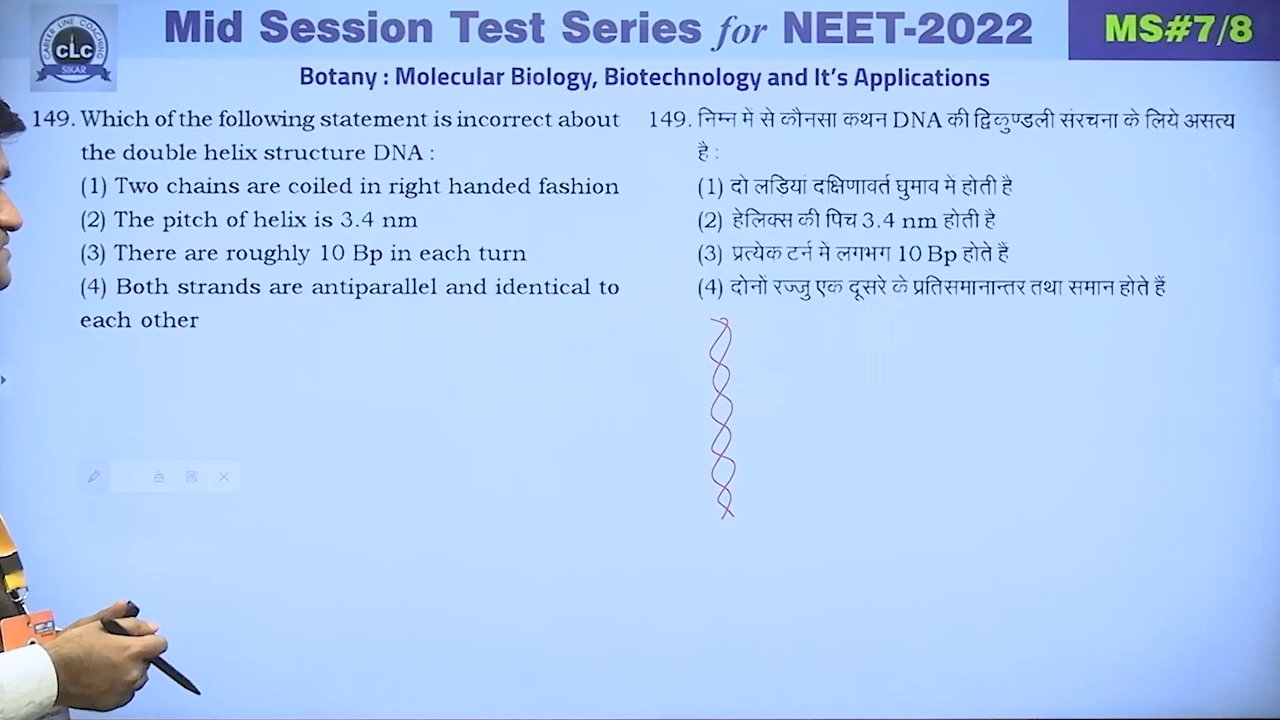 Mid Session Test Series for NEET-2022
MS#7/8
CAREER LINE COACHING
CLC
SIKAR
Botany : Molecular Biology, Biotechnology and It's Applications
149. Which of the following statement is incorrect about
the double helix structure DNA :
(1) Two chains are coiled in right handed fashion
(2) The pitch of helix is 3.4 nm
(3) There are roughly 10 Bp in each turn
(4) Both strands are antiparallel and identical to
each other
149. निम्न में से कौनसा कथन DNA की द्विकुण्डली संरचना के लिये असत्य
है :
(1) दो लड़ियां दक्षिणावर्त घुमाव में होती है
(2) हेलिक्स की पिच 3.4 nm होती है
(3) प्रत्येक टर्न में लगभग 10 Bp होते है
(4) दोनों रज्जु एक दूसरे के प्रतिसमानान्तर तथा समान होते हैं